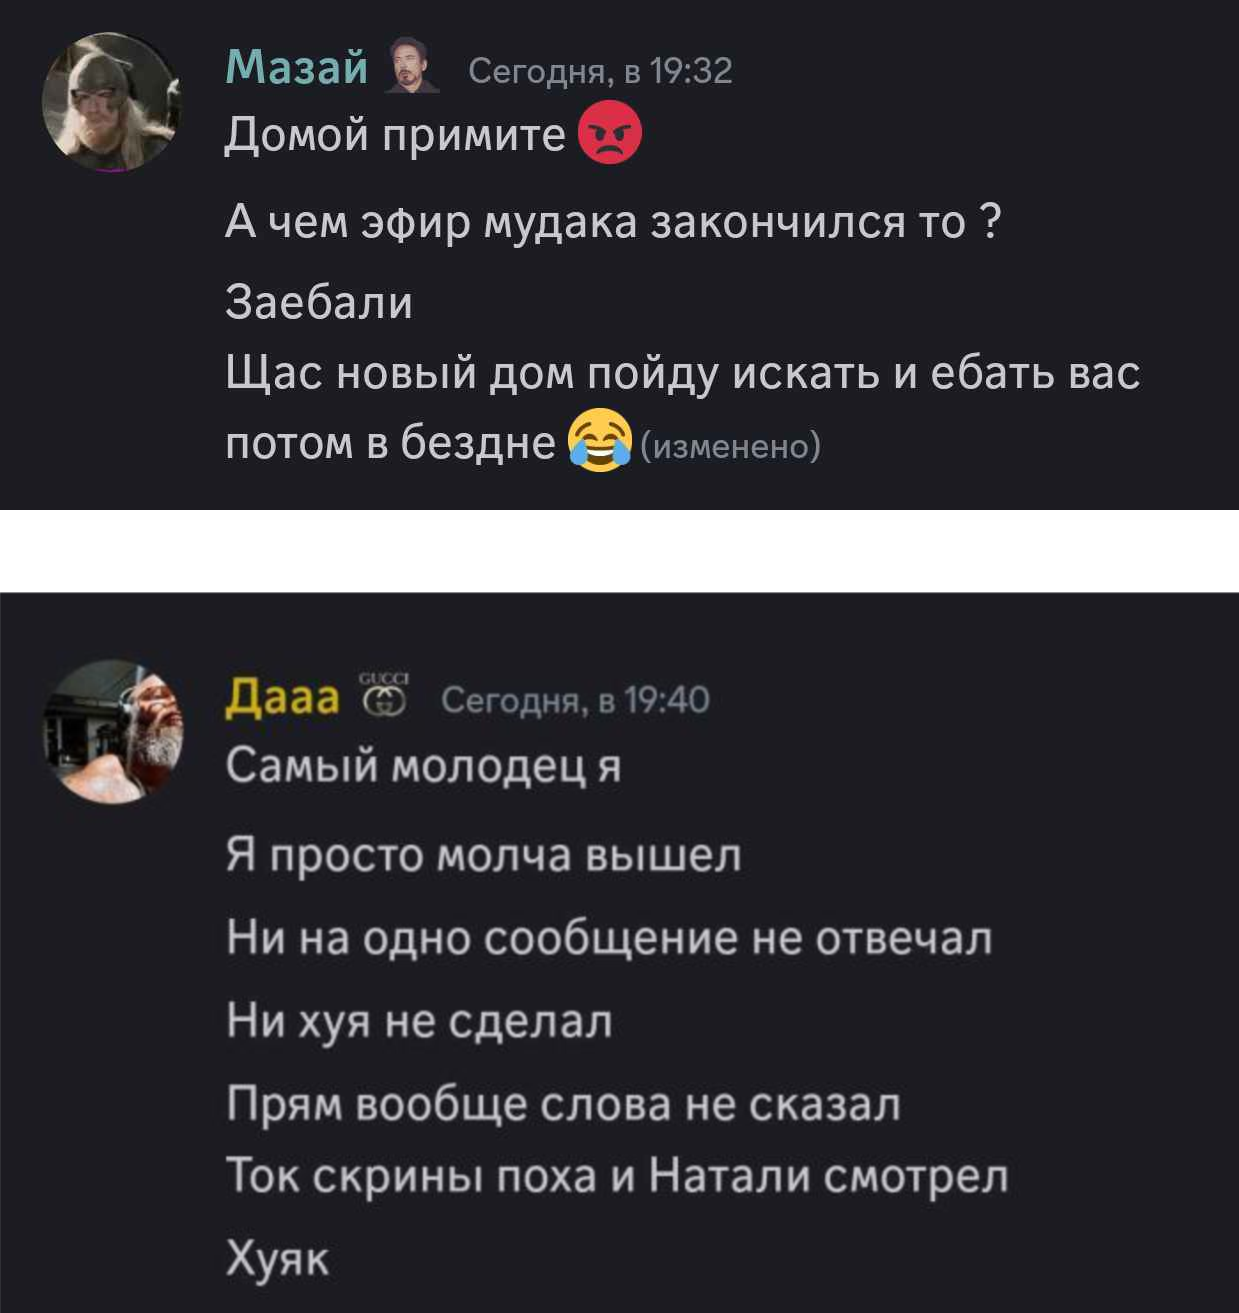 Мазай Сегодня, в 19:32
Домой примите 😡
А чем эфир мудака закончился то ?
Заебали
Щас новый дом пойду искать и ебать вас
потом в бездне 😂 (изменено)
Дааа GUCCI Сегодня, в 19:40
Самый молодец я
Я просто молча вышел
Ни на одно сообщение не отвечал
Ни хуя не сделал
Прям вообще слова не сказал
Ток скрины поха и Натали смотрел
Хуяк